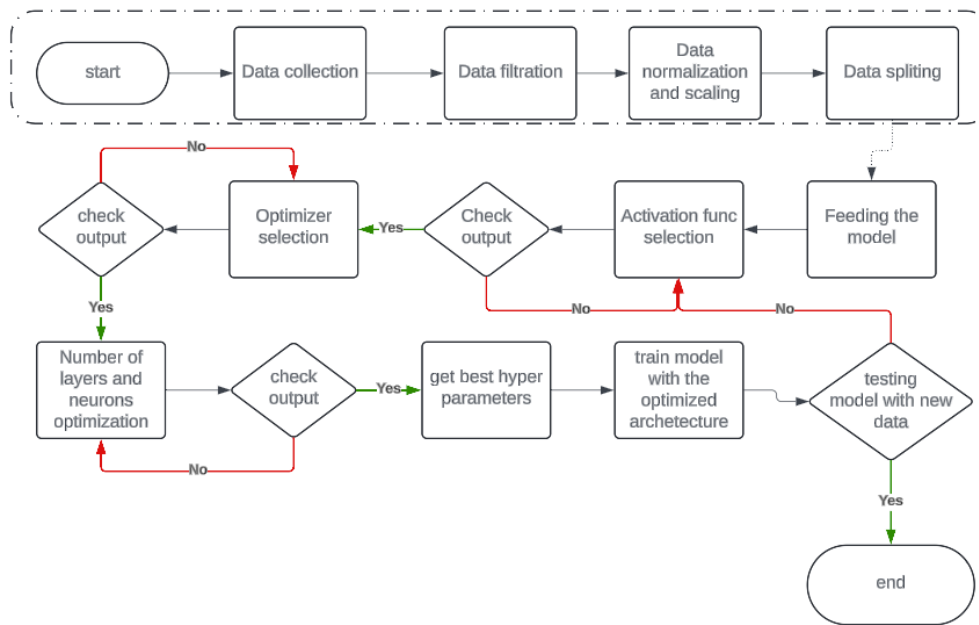 start
Data collection
Data filtration
Data
normalization
and scaling
Data spliting
No
check
output
Optimizer
selection
Yes
Check
output
Activation func
selection
Feeding the
model
Yes
No
No
Number of
layers and
neurons
optimization
check
output
Yes
get best hyper
parameters
train model
with the
optimized
archetecture
testing
model with new
data
No
Yes
end